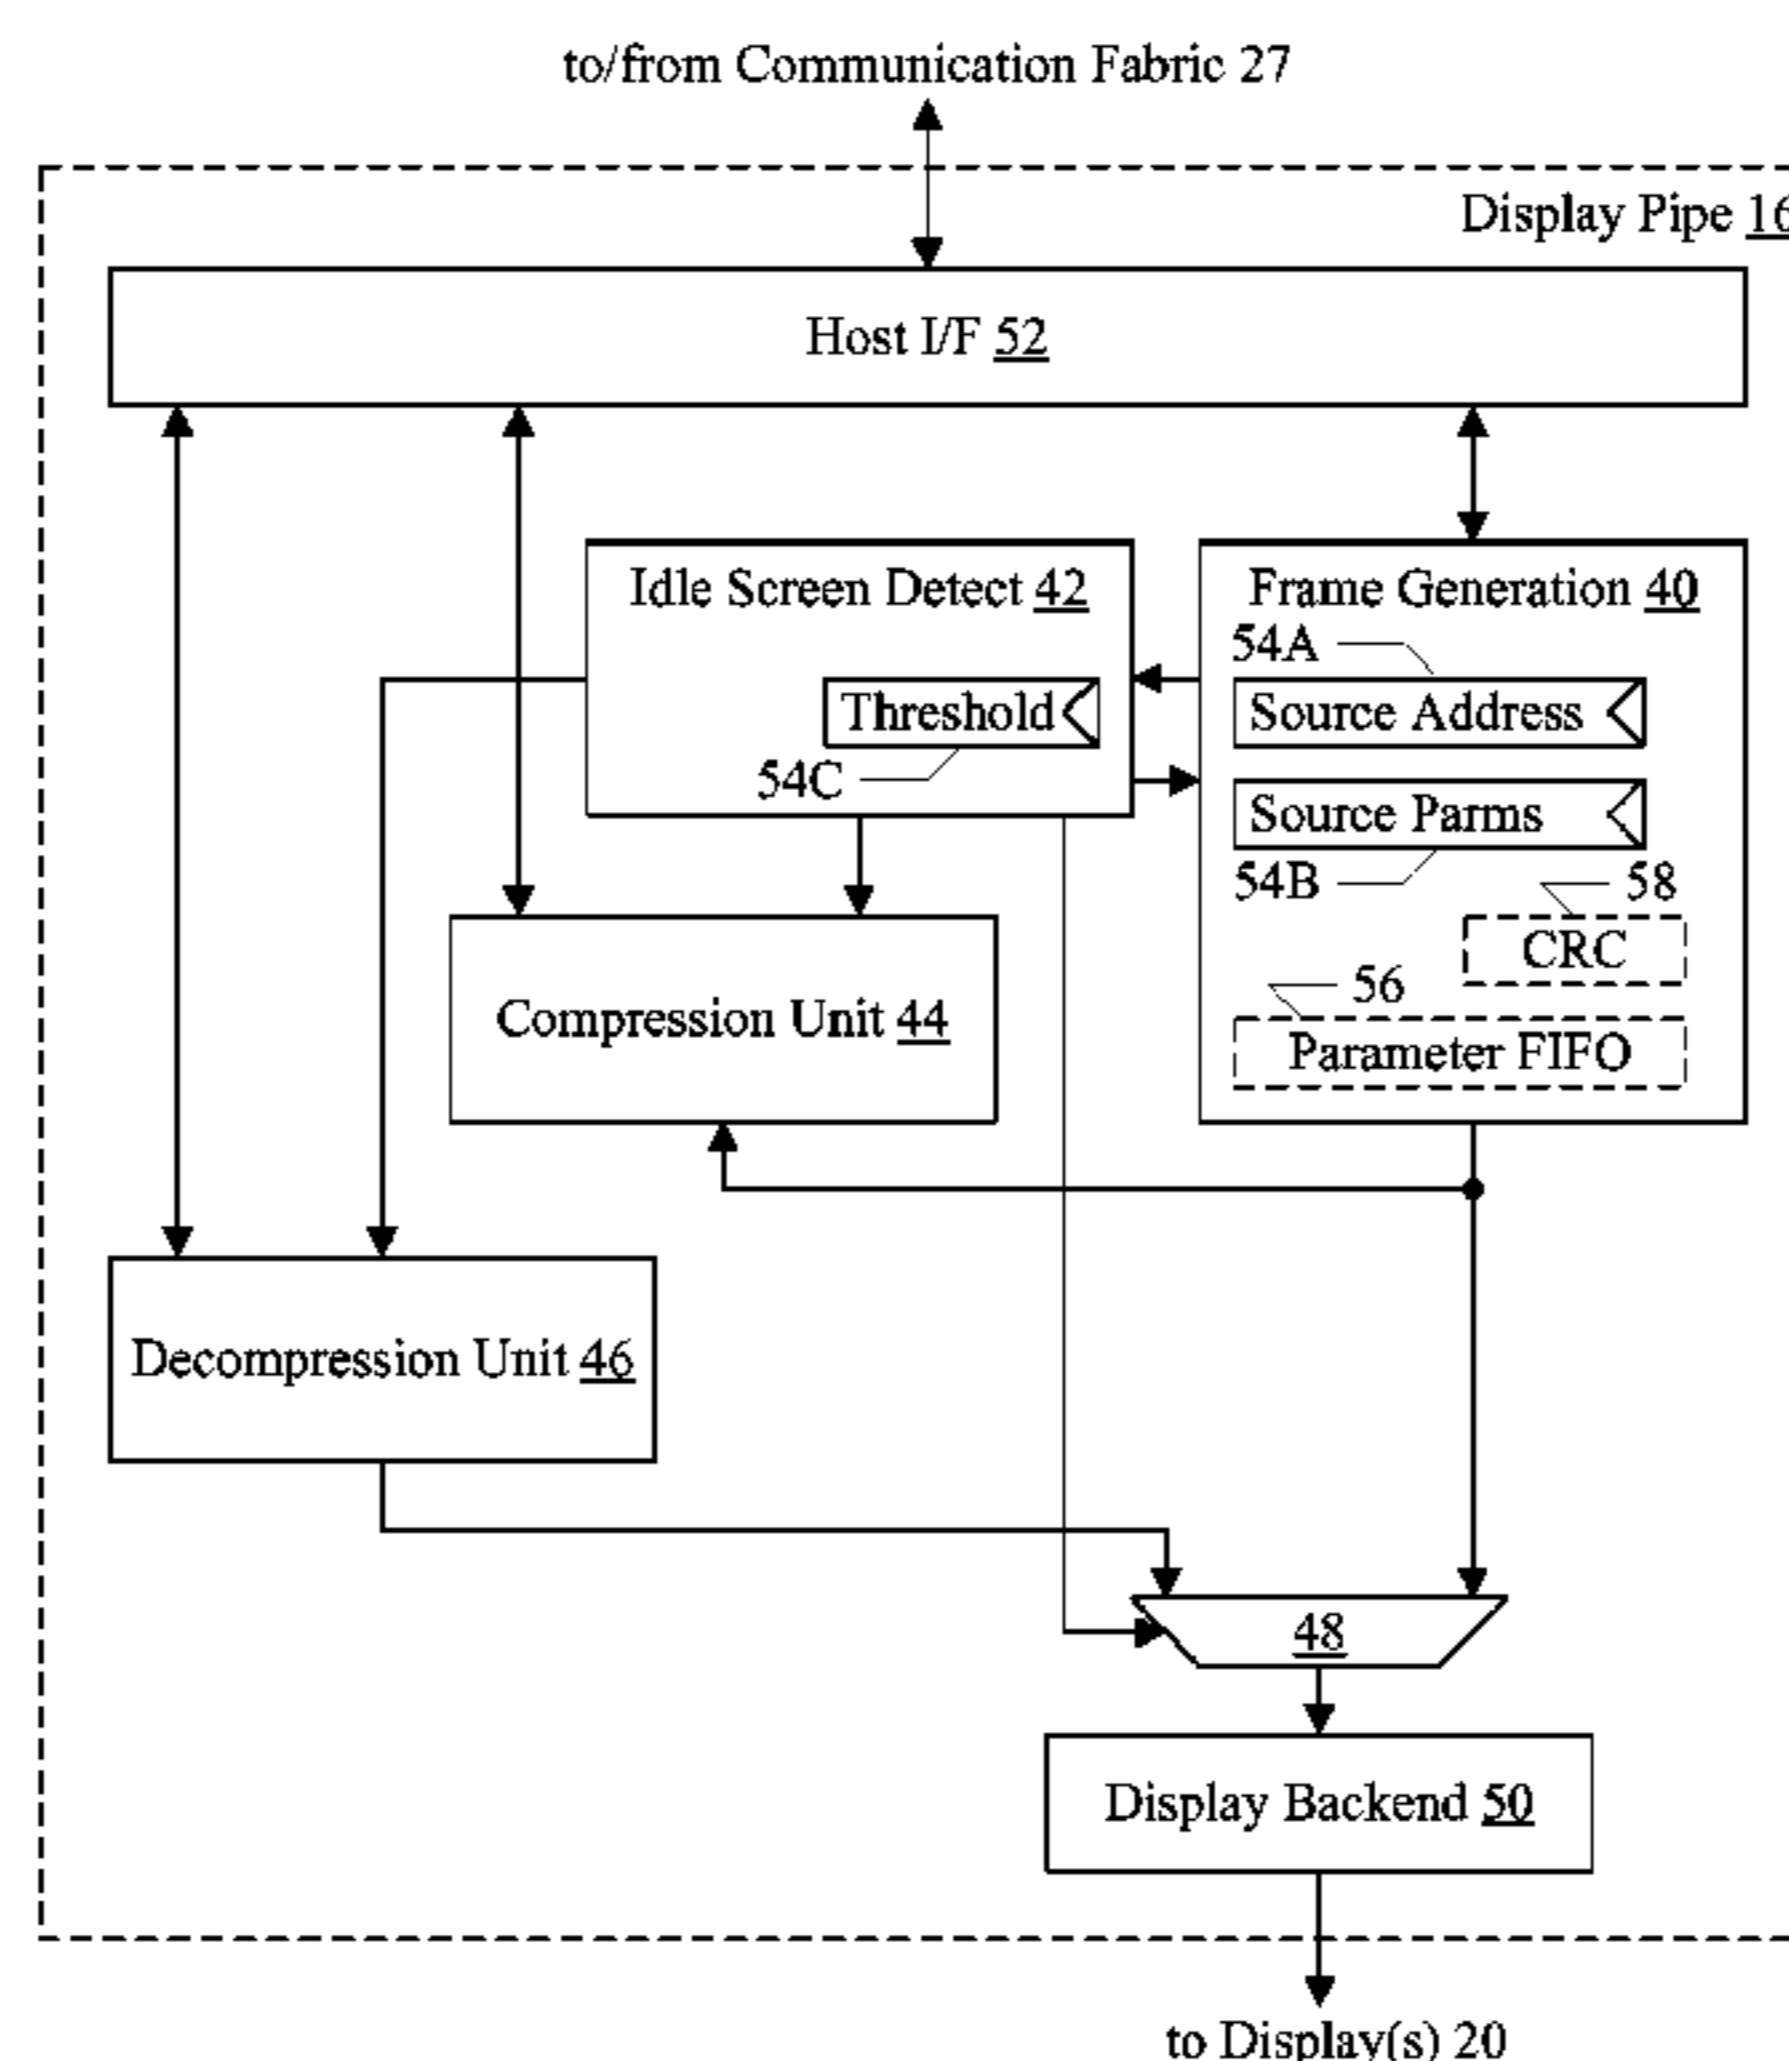 to/from Communication Fabric 27
Display Pipe 16
Host I/F 52
Idle Screen Detect 42
Threshold
54C
Frame Generation 40
54A
Source Address
Source Parms
54B
58
CRC
56
Parameter FIFO
Compression Unit 44
Decompression Unit 46
48
Display Backend 50
to Display(s) 20